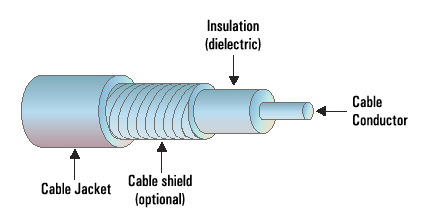 Insulation
(dielectric)
Cable
Conductor
Cable Jacket
Cable shield
(optional)